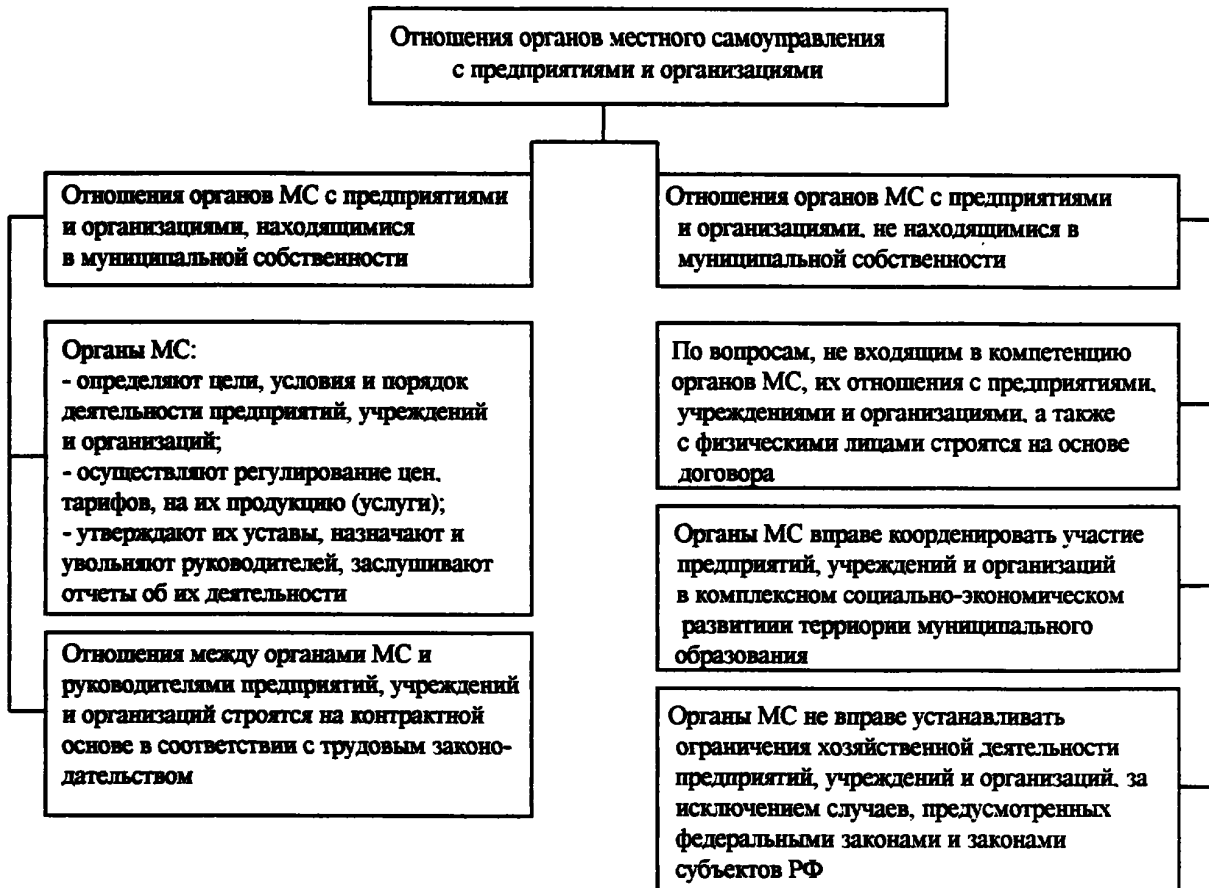 Отношения органов местного самоуправления
с предприятиями и организациями
Отношения органов МС с предприятиями
и организациями, находящимися
в муниципальной собственности
Органы МС:
- определяют цели, условия и порядок
деятельности предприятий, учреждений
и организаций;
- осуществляют регулирование цен,
тарифов, на их продукцию (услуги);
- утверждают их уставы, назначают и
увольняют руководителей, заслушивают
отчеты об их деятельности
Отношения между органами МС и
руководителями предприятий, учреждений
и организаций строятся на контрактной
основе в соответствии с трудовым законо-
дательством
Отношения органов МС с предприятиями
и организациями, не находящимися в
муниципальной собственности
По вопросам, не входящим в компетенцию
органов МС, их отношения с предприятиями,
учреждениями и организациями, а также
с физическими лицами строятся на основе
договора
Органы МС вправе коорденировать участие
предприятий, учреждений и организаций
в комплексном социально-экономическом
развитиии терриории муниципального
образования
Органы МС не вправе устанавливать
ограничения хозяйственной деятельности
предприятий, учреждений и организаций, за
исключением случаев, предусмотренных
федеральными законами и законами
субъектов РФ